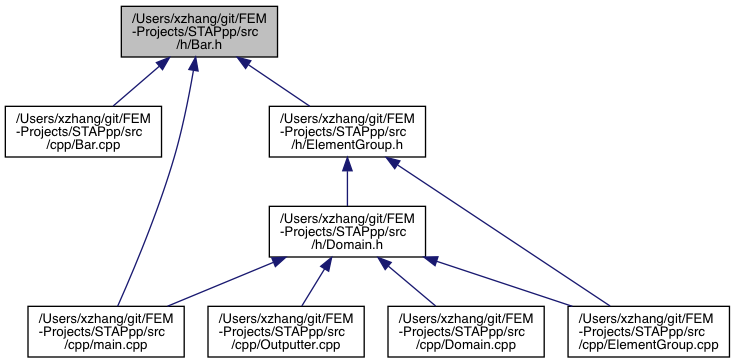 /Users/xzhang/git/FEM
-Projects/STAPpp/src
/h/Bar.h
/Users/xzhang/git/FEM
-Projects/STAPpp/src
/cpp/Bar.cpp
/Users/xzhang/git/FEM
-Projects/STAPpp/src
/h/ElementGroup.h
/Users/xzhang/git/FEM
-Projects/STAPpp/src
/h/Domain.h
/Users/xzhang/git/FEM
-Projects/STAPpp/src
/cpp/main.cpp
/Users/xzhang/git/FEM
-Projects/STAPpp/src
/cpp/Outputter.cpp
/Users/xzhang/git/FEM
-Projects/STAPpp/src
/cpp/Domain.cpp
/Users/xzhang/git/FEM
-Projects/STAPpp/src
/cpp/ElementGroup.cpp